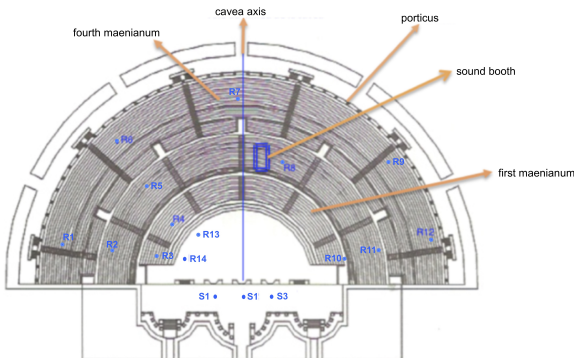 cavea axis
porticus
fourth maenianum
sound booth
R7
R6
R8
R9
first maenianum
R5
R4
R1
R2
R13
R12
R11
R3
R14
R10
S1
S1
S3